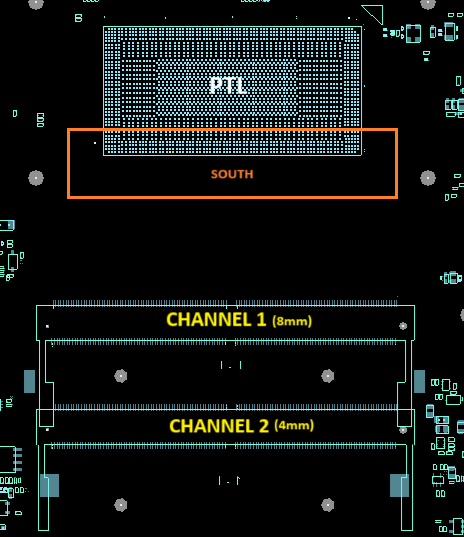 PTL
SOUTH
CHANNEL 1 (8mm)
CHANNEL 2 (4mm)